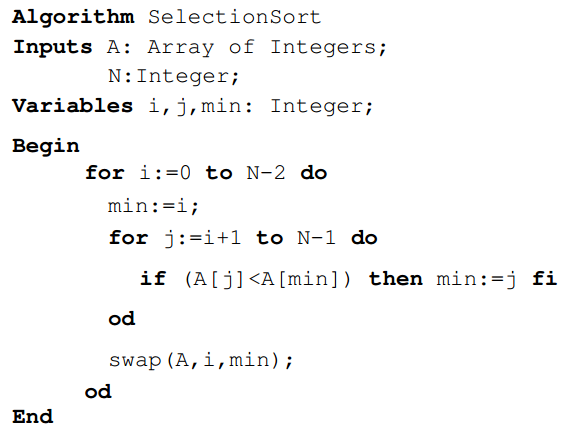 Algorithm SelectionSort
Inputs A: Array of Integers;
N:Integer;
Variables i,j,min: Integer;
Begin
for i:=0 to N-2 do
min:=i;
for j:=i+1 to N-1 do
if (A[j]<A[min]) then min:=j fi
od
swap(A,i,min);
od
End